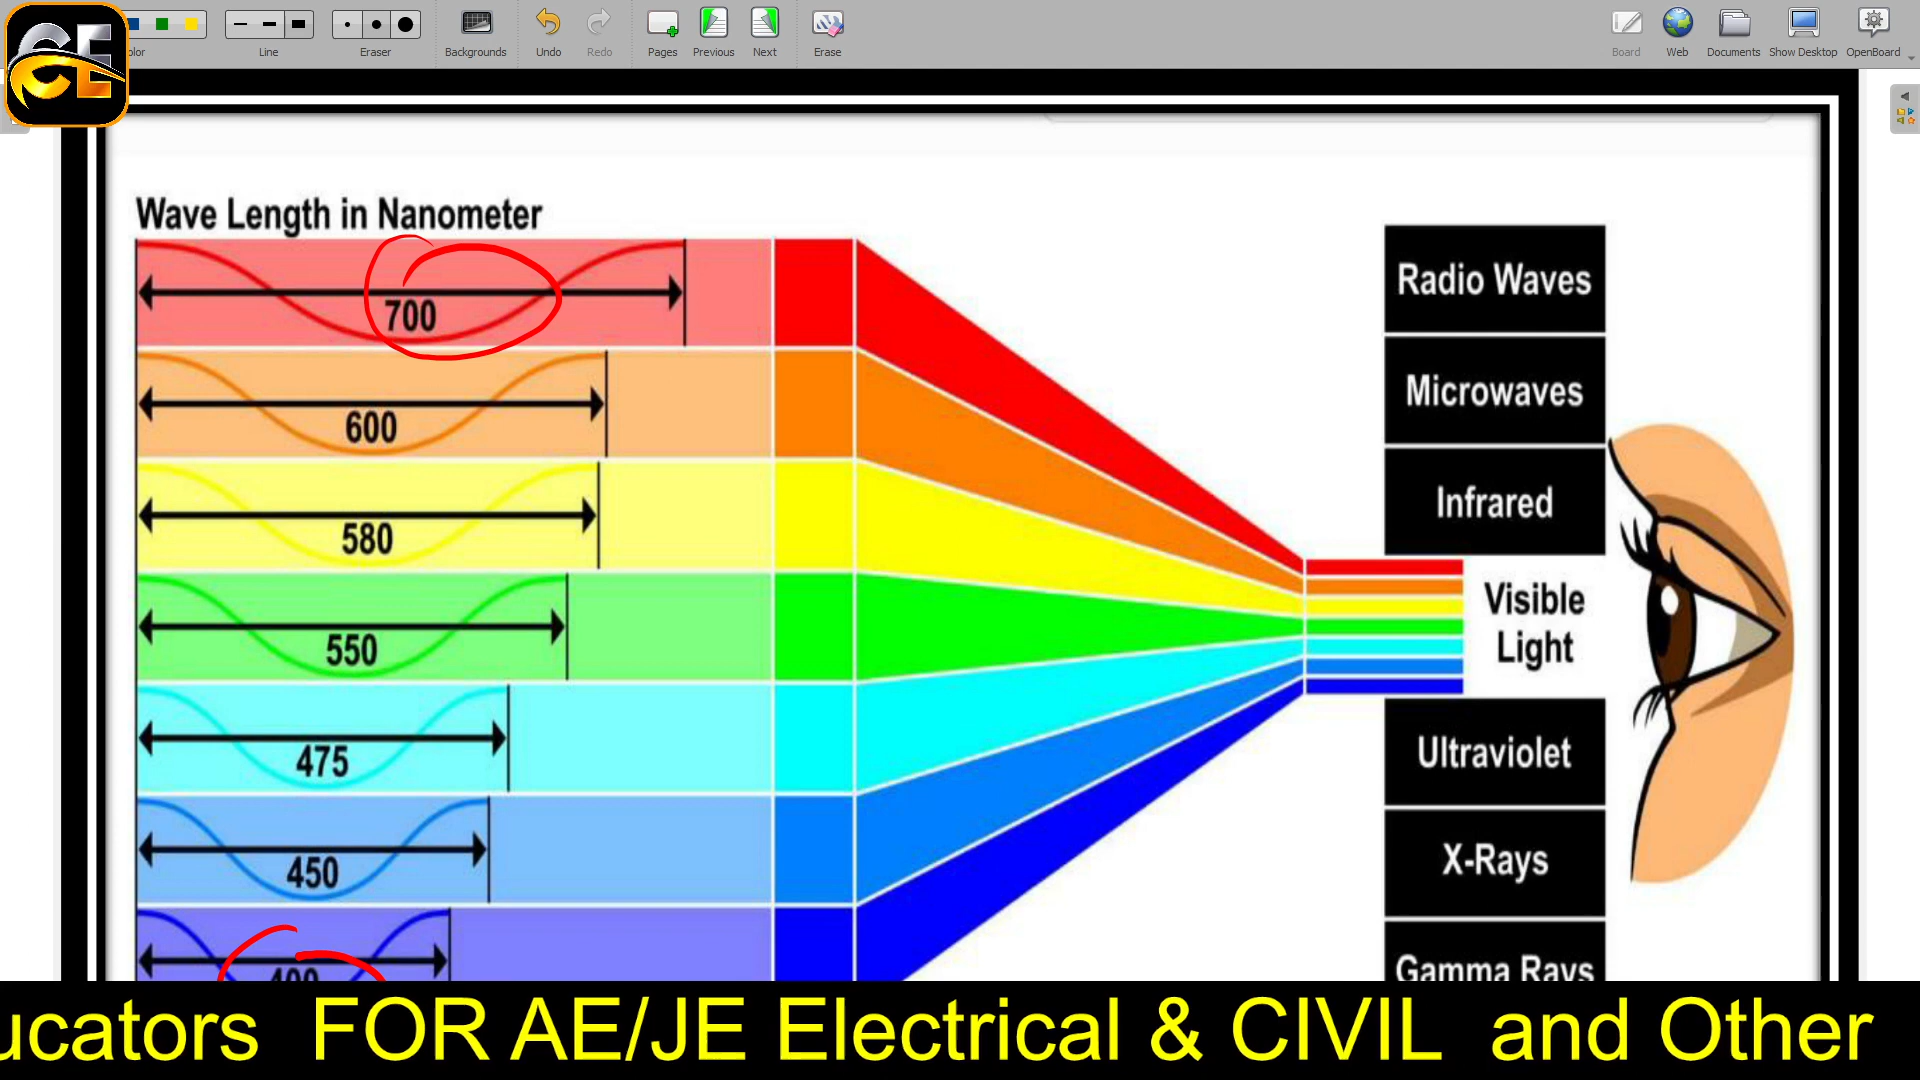 CE
olor
Line
Eraser
Backgrounds
Undo
Redo
Pages
Previous
Next
Erase
Board
Web
Documents
Show Desktop
OpenBoard
Wave Length in Nanometer
700
600
580
550
475
450
400
Radio Waves
Microwaves
Infrared
Visible
Light
Ultraviolet
X-Rays
Gamma Rays
ucators FOR AE/JE Electrical & CIVIL and Other